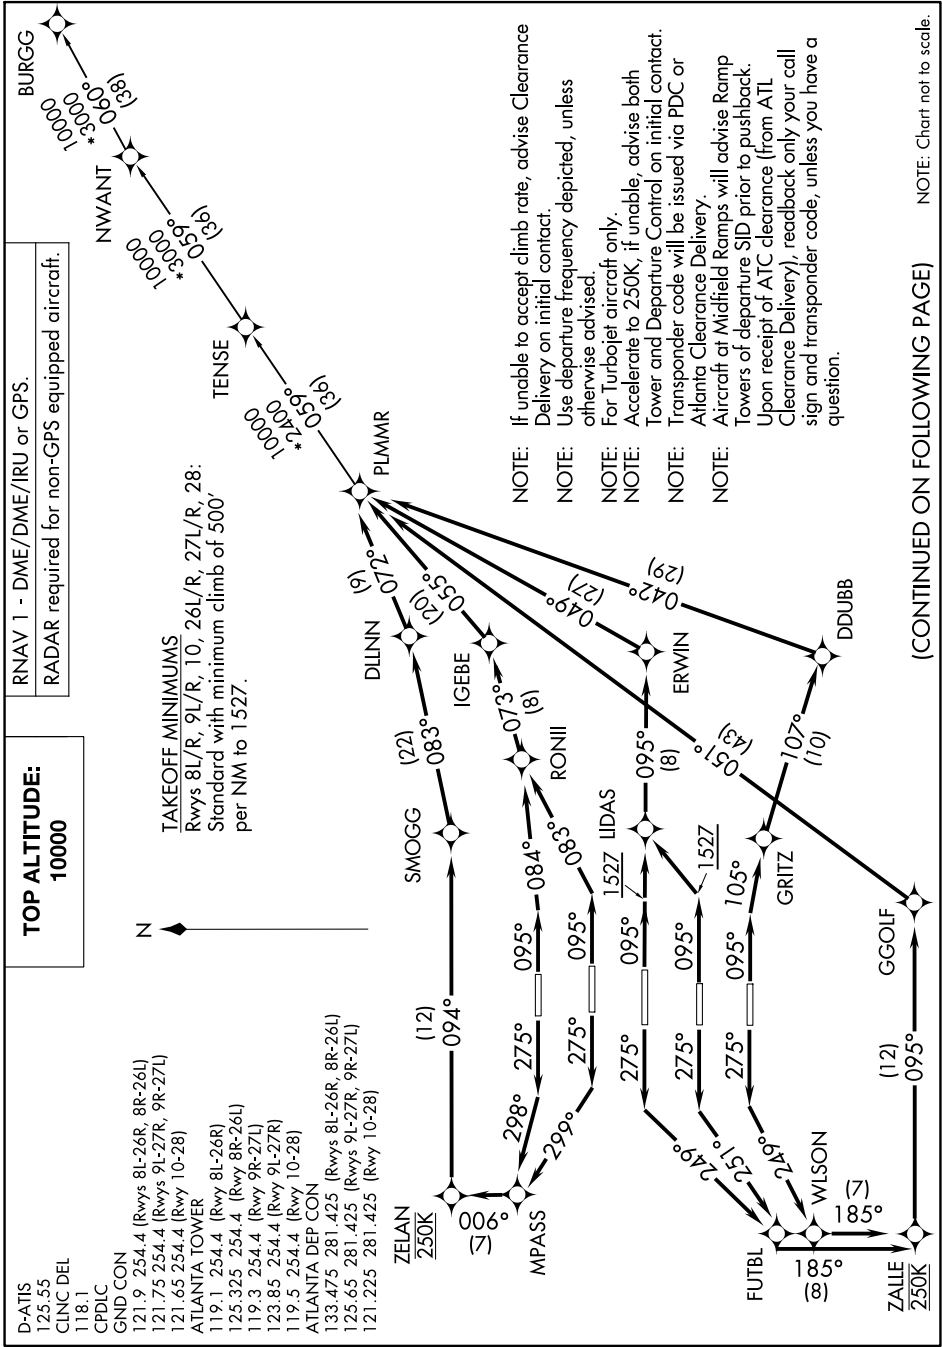 D-ATIS
125.55
CLNC DEL
118.1
CPDLC
GND CON
121.9 254.4 (Rwys 8L-26R, 8R-26L)
121.75 254.4 (Rwys 9L-27R, 9R-27L)
121.65 254.4 (Rwy 10-28)
ATLANTA TOWER
119.1 254.4 (Rwy 8L-26R)
125.325 254.4 (Rwy 8R-26L)
119.3 254.4 (Rwy 9R-27L)
123.85 254.4 (Rwy 9L-27R)
119.5 254.4 (Rwy 10-28)
ATLANTA DEP CON
133.475 281.425 (Rwys 8L-26R, 8R-26L)
125.65 281.425 (Rwys 9L-27R, 9R-27L)
121.225 281.425 (Rwy 10-28)
TOP ALTITUDE:
10000
RNAV 1 - DME/DME/IRU or GPS.
RADAR required for non-GPS equipped aircraft.
N
TAKEOFF MINIMUMS
Rwys 8L/R, 9L/R, 10, 26L/R, 27L/R, 28:
Standard with minimum climb of 500'
per NM to 1527.
BURGG
10000
*3000
060°
(38)
NWANT
10000
*3000
059°
(36)
TENSE
10000
*2400
059°
(36)
PLMMR
(9)
072°
DLLNN
(22)
083°
SMOGG
(12)
094°
ZELAN
250K
006°
(7)
MPASS
(20)
055°
IGEBE
073°
(8)
RONII
084°
083°
095°
275°
298°
095°
275°
299°
049°
(27)
ERWIN
095°
(8)
LIDAS
1527
095°
275°
249°
1527
095°
275°
251°
042°
(29)
DDUBB
107°
(10)
GRITZ
105°
095°
275°
249°
FUTBL
WLSON
(7)
185°
185°
(8)
ZALLE
250K
(12)
095°
GGOLF
051°
(43)
NOTE: If unable to accept climb rate, advise Clearance
Delivery on initial contact.
NOTE: Use departure frequency depicted, unless
otherwise advised.
NOTE: For Turbojet aircraft only.
NOTE: Accelerate to 250K, if unable, advise both
Tower and Departure Control on initial contact.
NOTE: Transponder code will be issued via PDC or
Atlanta Clearance Delivery.
NOTE: Aircraft at Midfield Ramps will advise Ramp
Towers of departure SID prior to pushback.
Upon receipt of ATC clearance (from ATL
Clearance Delivery), readback only your call
sign and transponder code, unless you have a
question.
(CONTINUED ON FOLLOWING PAGE)
NOTE: Chart not to scale.